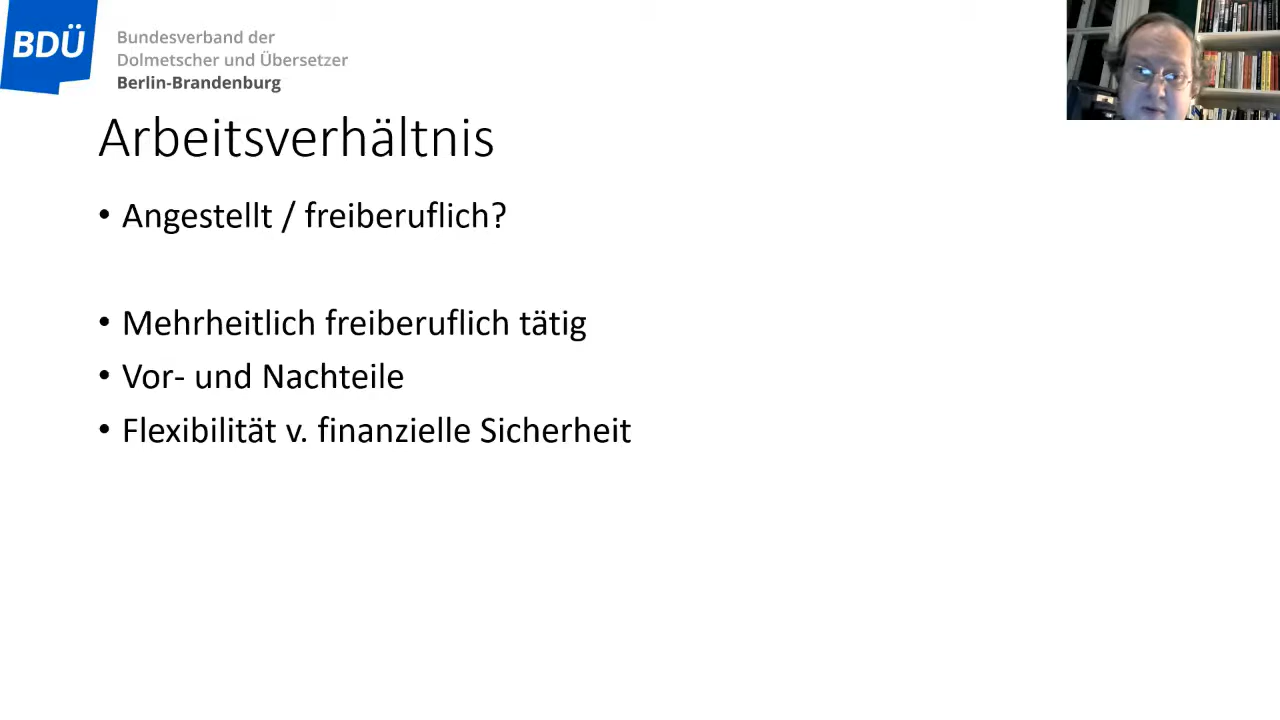 BDÜ
Bundesverband der
Dolmetscher und Übersetzer
Berlin-Brandenburg
Arbeitsverhältnis
• Angestellt / freiberuflich?
• Mehrheitlich freiberuflich tätig
• Vor- und Nachteile
• Flexibilität v. finanzielle Sicherheit